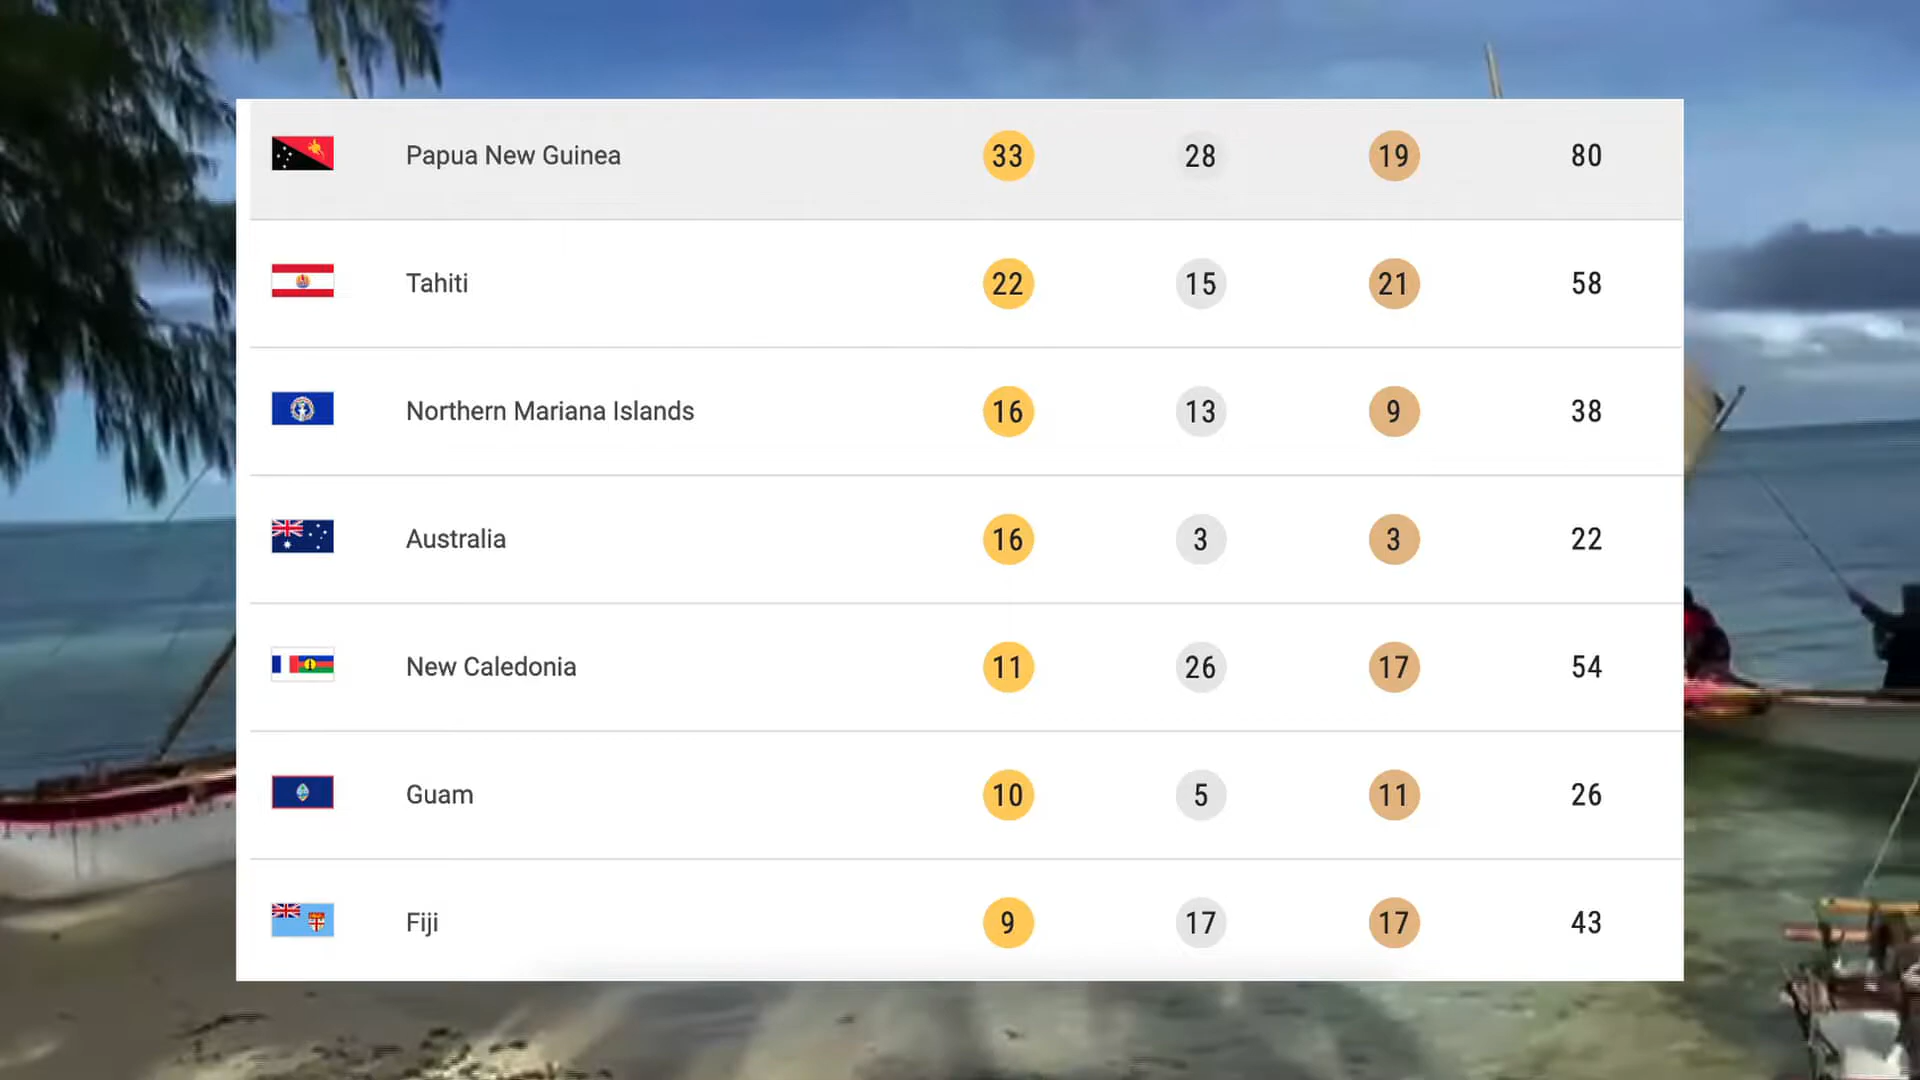 Papua New Guinea 33 28 19 80
Tahiti 22 15 21 58
Northern Mariana Islands 16 13 9 38
Australia 16 3 3 22
New Caledonia 11 26 17 54
Guam 10 5 11 26
Fiji 9 17 17 43